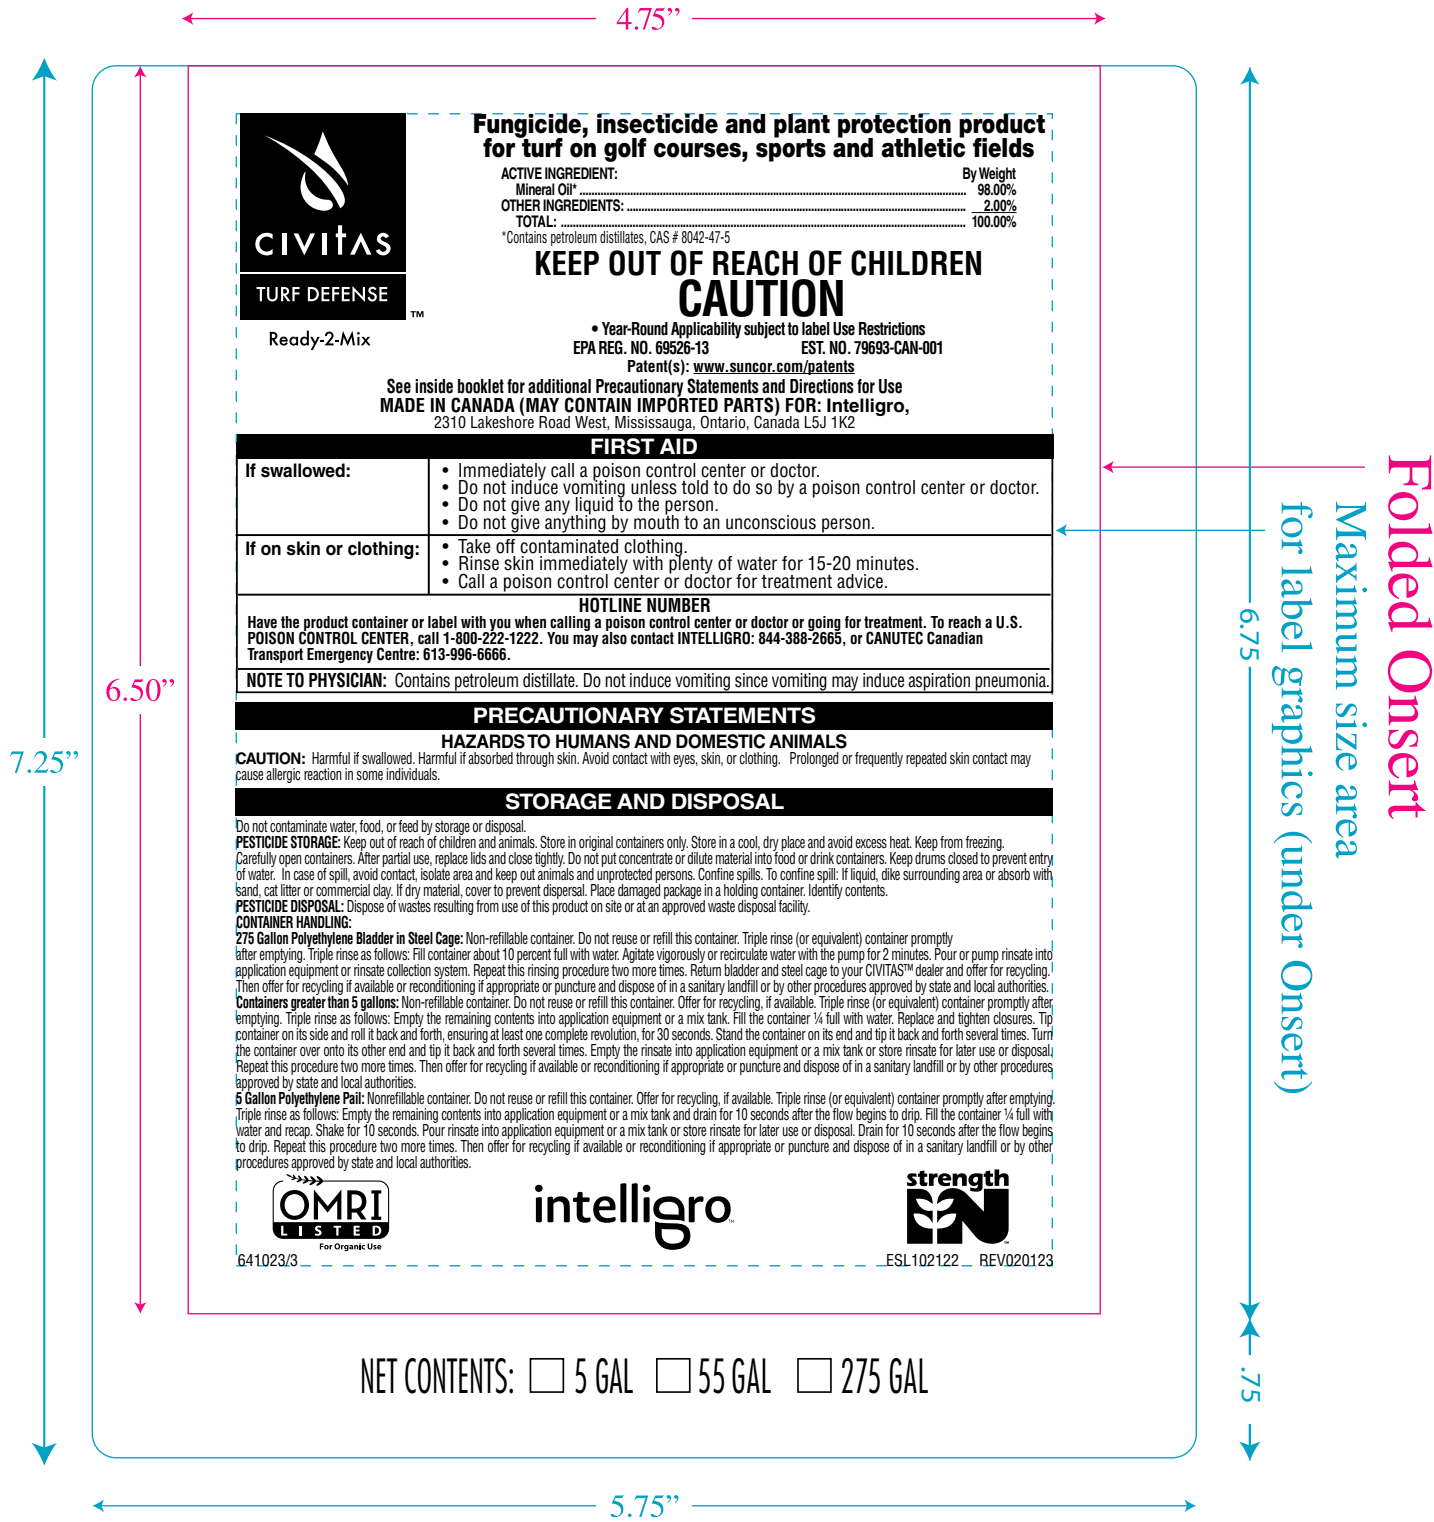 4.75”
CIVITAS
TURF DEFENSE
™
Ready-2-Mix
Fungicide, insecticide and plant protection product
for turf on golf courses, sports and athletic fields
ACTIVE INGREDIENT: By Weight
Mineral Oil* 98.00%
OTHER INGREDIENTS: 2.00%
TOTAL: 100.00%
*Contains petroleum distillates, CAS # 8042-47-5
KEEP OUT OF REACH OF CHILDREN
CAUTION
• Year-Round Applicability subject to label Use Restrictions
EPA REG. NO. 69526-13 EST. NO. 79693-CAN-001
Patent(s): www.suncor.com/patents
See inside booklet for additional Precautionary Statements and Directions for Use
MADE IN CANADA (MAY CONTAIN IMPORTED PARTS) FOR: Intelligro,
2310 Lakeshore Road West, Mississauga, Ontario, Canada L5J 1K2
FIRST AID
If swallowed:
• Immediately call a poison control center or doctor.
• Do not induce vomiting unless told to do so by a poison control center or doctor.
• Do not give any liquid to the person.
• Do not give anything by mouth to an unconscious person.
If on skin or clothing:
• Take off contaminated clothing.
• Rinse skin immediately with plenty of water for 15-20 minutes.
• Call a poison control center or doctor for treatment advice.
HOTLINE NUMBER
Have the product container or label with you when calling a poison control center or doctor or going for treatment. To reach a U.S.
POISON CONTROL CENTER, call 1-800-222-1222. You may also contact INTELLIGRO: 844-388-2665, or CANUTEC Canadian
Transport Emergency Centre: 613-996-6666.
NOTE TO PHYSICIAN: Contains petroleum distillate. Do not induce vomiting since vomiting may induce aspiration pneumonia.
PRECAUTIONARY STATEMENTS
HAZARDS TO HUMANS AND DOMESTIC ANIMALS
CAUTION: Harmful if swallowed. Harmful if absorbed through skin. Avoid contact with eyes, skin, or clothing. Prolonged or frequently repeated skin contact may
cause allergic reaction in some individuals.
STORAGE AND DISPOSAL
Do not contaminate water, food, or feed by storage or disposal.
PESTICIDE STORAGE: Keep out of reach of children and animals. Store in original containers only. Store in a cool, dry place and avoid excess heat. Keep from freezing.
Carefully open containers. After partial use, replace lids and close tightly. Do not put concentrate or dilute material into food or drink containers. Keep drums closed to prevent entry
of water. In case of spill, avoid contact, isolate area and keep out animals and unprotected persons. Confine spills. To confine spill: If liquid, dike surrounding area or absorb with
sand, cat litter or commercial clay. If dry material, cover to prevent dispersal. Place damaged package in a holding container. Identify contents.
PESTICIDE DISPOSAL: Dispose of wastes resulting from use of this product on site or at an approved waste disposal facility.
CONTAINER HANDLING:
275 Gallon Polyethylene Bladder in Steel Cage: Non-refillable container. Do not reuse or refill this container. Triple rinse (or equivalent) container promptly
after emptying. Triple rinse as follows: Fill container about 10 percent full with water. Agitate vigorously or recirculate water with the pump for 2 minutes. Pour or pump rinsate into
application equipment or rinsate collection system. Repeat this rinsing procedure two more times. Return bladder and steel cage to your CIVITAS™ dealer and offer for recycling.
Then offer for recycling if available or reconditioning if appropriate or puncture and dispose of in a sanitary landfill or by other procedures approved by state and local authorities.
Containers greater than 5 gallons: Non-refillable container. Do not reuse or refill this container. Offer for recycling, if available. Triple rinse (or equivalent) container promptly after
emptying. Triple rinse as follows: Empty the remaining contents into application equipment or a mix tank. Fill the container ¼ full with water. Replace and tighten closures. Tip
container on its side and roll it back and forth, ensuring at least one complete revolution, for 30 seconds. Stand the container on its end and tip it back and forth several times. Turn
the container over onto its other end and tip it back and forth several times. Empty the rinsate into application equipment or a mix tank or store rinsate for later use or disposal.
Repeat this procedure two more times. Then offer for recycling if available or reconditioning if appropriate or puncture and dispose of in a sanitary landfill or by other procedures
approved by state and local authorities.
5 Gallon Polyethylene Pail: Nonrefillable container. Do not reuse or refill this container. Offer for recycling, if available. Triple rinse (or equivalent) container promptly after emptying.
Triple rinse as follows: Empty the remaining contents into application equipment or a mix tank and drain for 10 seconds after the flow begins to drip. Fill the container ¼ full with
water and recap. Shake for 10 seconds. Pour rinsate into application equipment or a mix tank or store rinsate for later use or disposal. Drain for 10 seconds after the flow begins
to drip. Repeat this procedure two more times. Then offer for recycling if available or reconditioning if appropriate or puncture and dispose of in a sanitary landfill or by other
procedures approved by state and local authorities.
OMRI
LISTED
For Organic Use
intelligro™
strength
IN™
641023/3
ESL102122 REV020123
NET CONTENTS: 5 GAL 55 GAL 275 GAL
6.50”
7.25”
5.75”
6.75
.75
Folded Onsert
Maximum size area
for label graphics (under Onsert)